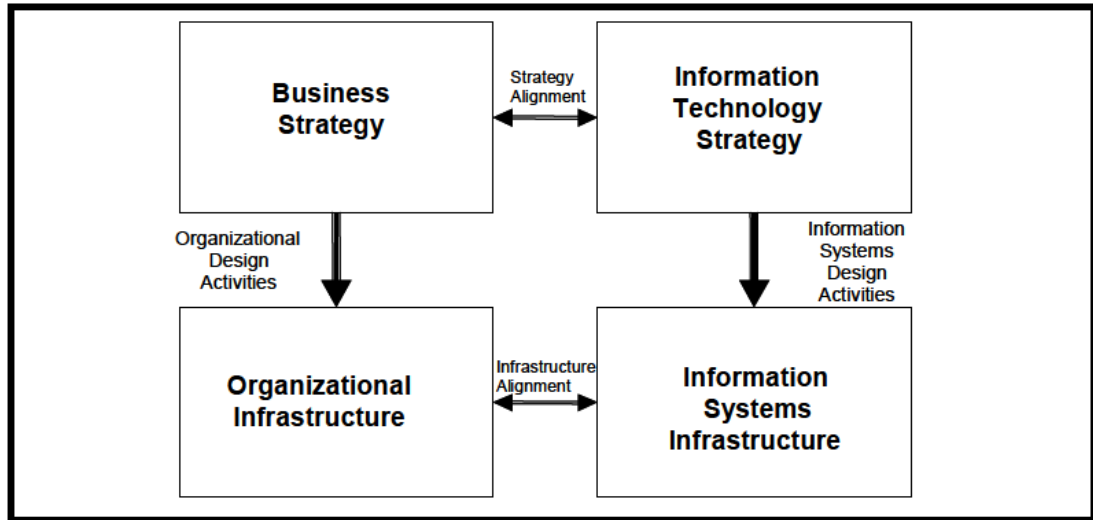 Business
Strategy
Strategy
Alignment
Information
Technology
Strategy
Organizational
Design
Activities
Information
Systems
Design
Activities
Organizational
Infrastructure
Infrastructure
Alignment
Information
Systems
Infrastructure